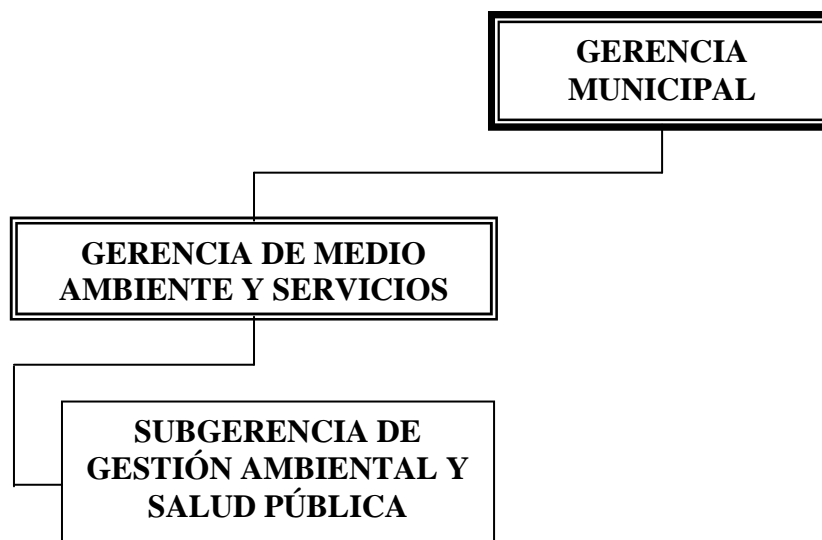 GERENCIA
MUNICIPAL
GERENCIA DE MEDIO
AMBIENTE Y SERVICIOS
SUBGERENCIA DE
GESTIÓN AMBIENTAL Y
SALUD PÚBLICA